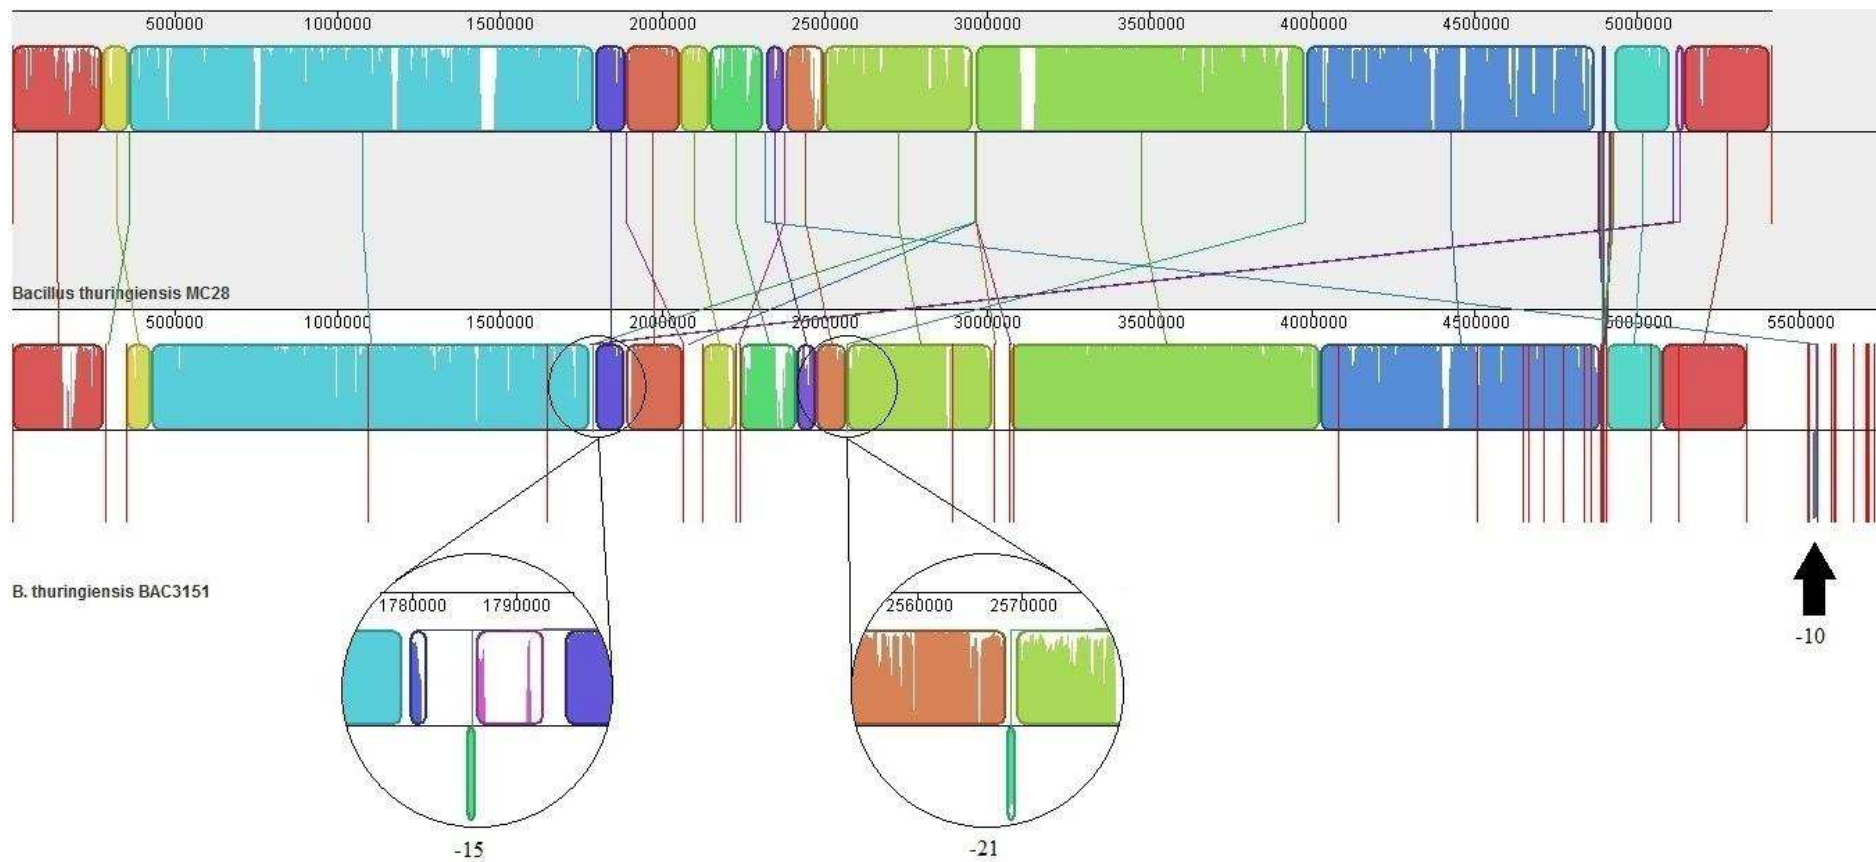 500000 1000000 1500000 2000000 2500000 3000000 3500000 4000000 4500000 5000000
Bacillus thuringiensis MC28
500000 1000000 1500000 2000000 2500000 3000000 3500000 4000000 4500000 5000000 5500000
B. thuringiensis BAC3151
1780000 1790000 2560000 2570000
-10
-15 -21